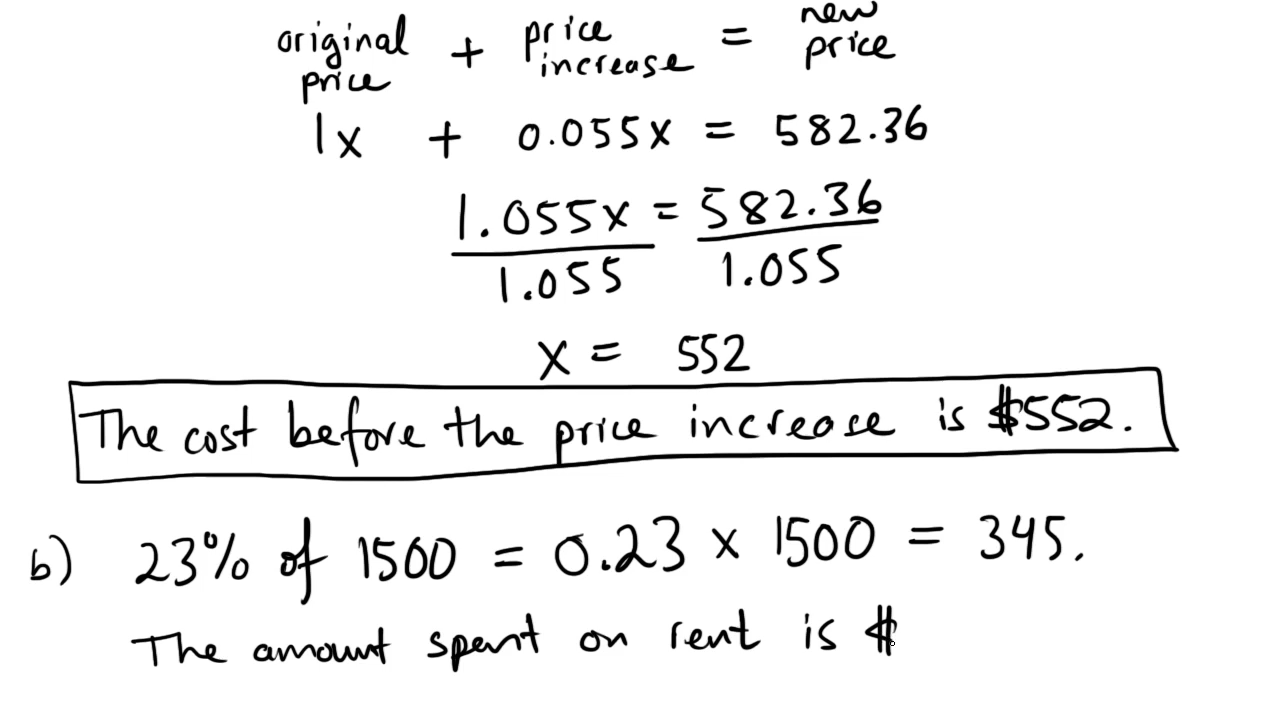 original price + price increase = new price
1x + 0.055x = 582.36
1.055x = 582.36
1.055 1.055
x = 552
The cost before the price increase is $552.
b) 23% of 1500 = 0.23 x 1500 = 345.
The amount spent on rent is $